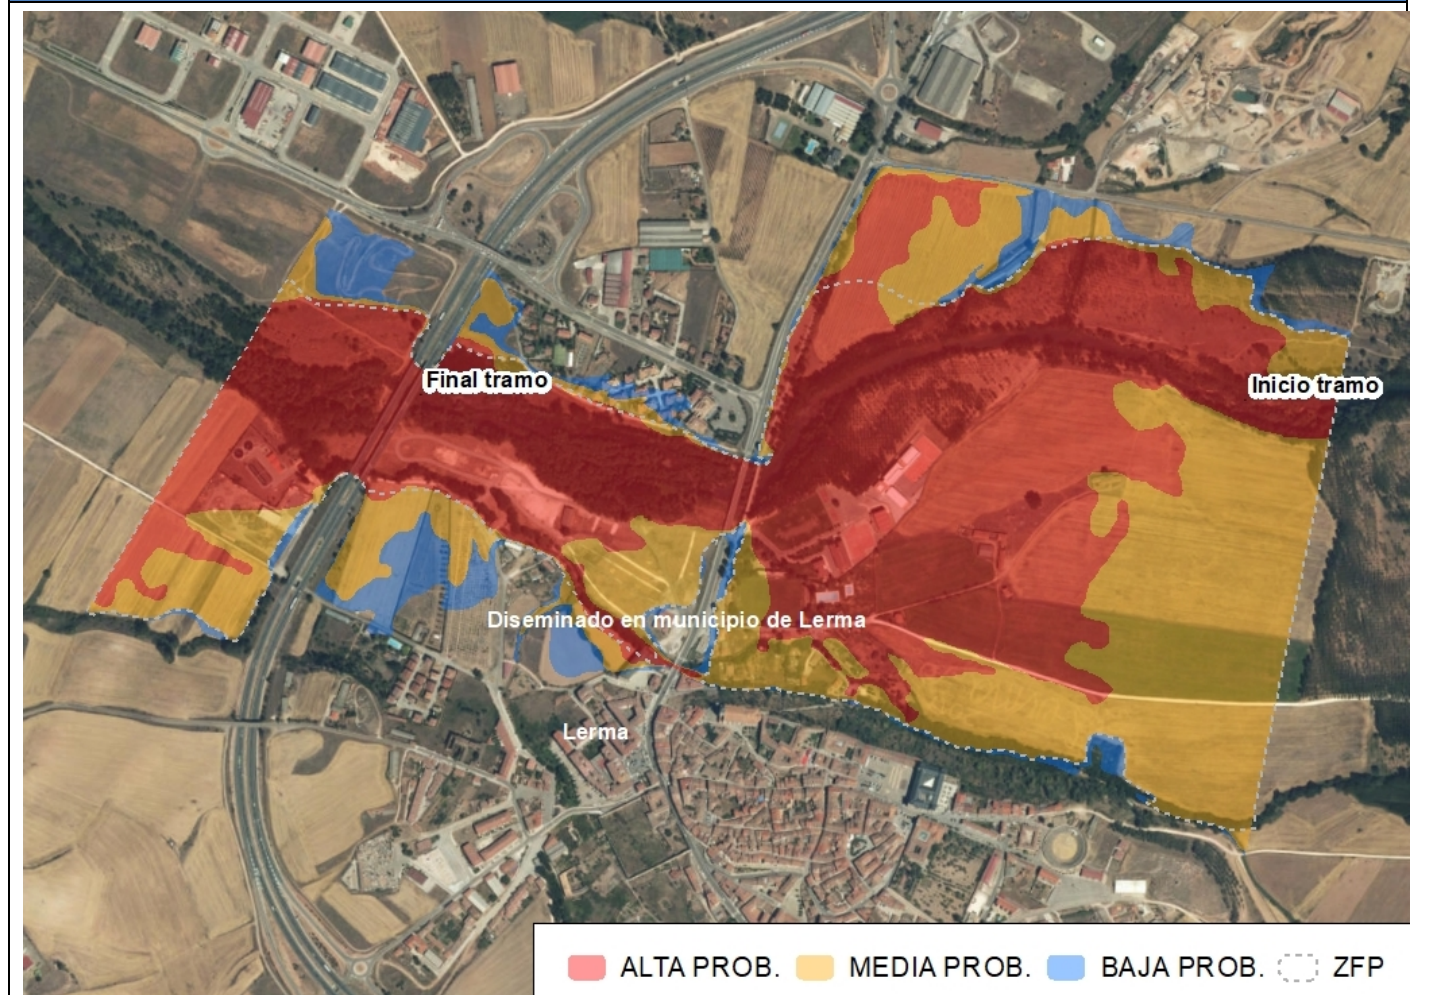 Final tramo
Inicio tramo
Diseminado en municipio de Lerma
Lerma
ALTA PROB.
MEDIA PROB.
BAJA PROB.
ZFP